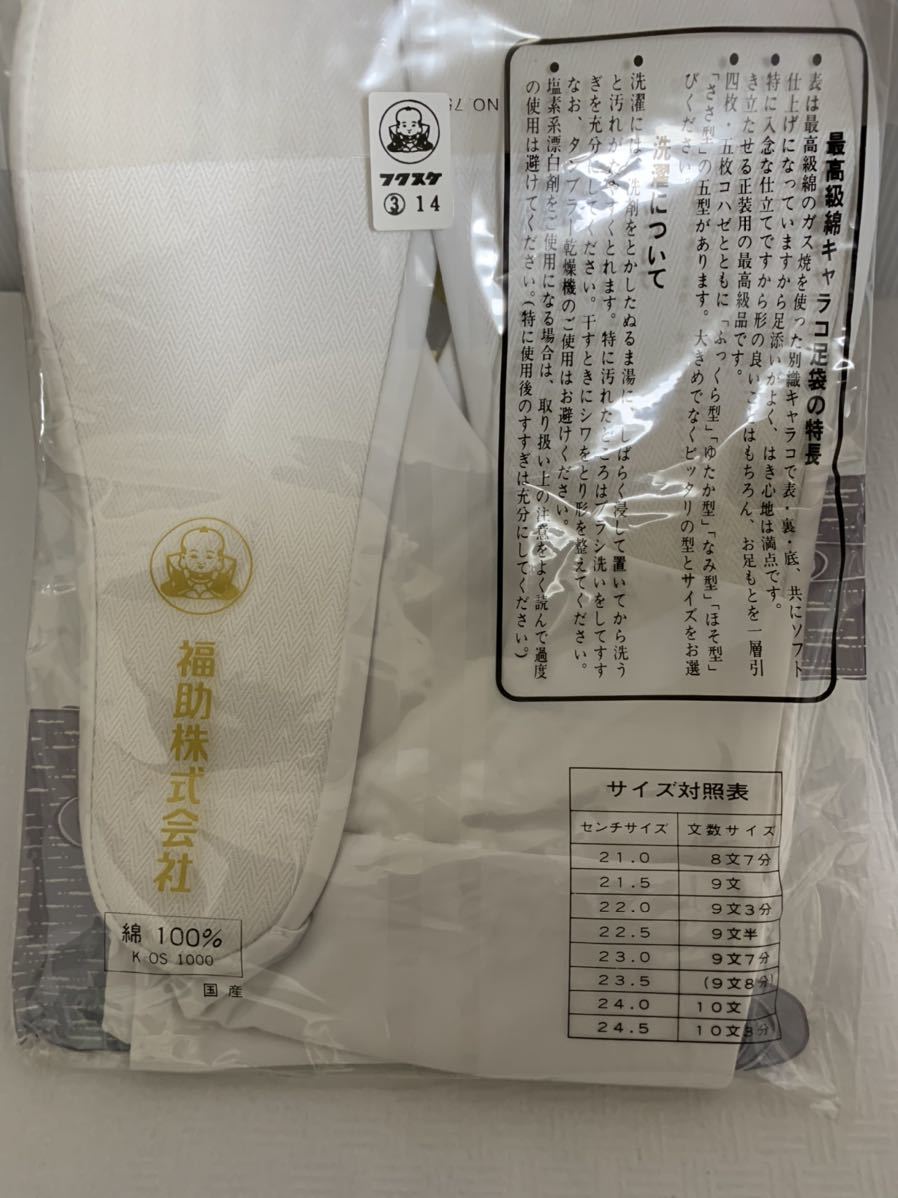 NO.75
フクスケ
③ 14
最高級綿キャラコ足袋の特長
● 表は最高級綿のガス焼を使った別織キャラコで表・裏・底、共にソフト
仕上げになっていますから足添いがよく、はき心地は満点です。
● 特に入念な仕立てですから形の良いことはもちろん、お足もとを一層引
き立たせる正装用の最高級品です。
● 四枚・五枚コハゼとともに「ふっくら型」「ゆたか型」「なみ型」「ほそ型」
「ささ型」の五型があります。大きめでなくピッタリの型とサイズをお選
びください。
洗濯について
● 洗濯には、洗剤をとかしたぬるま湯に、しばらく浸して置いてから洗う
と汚れがたやすくとれます。特に汚れたところはブラシ洗いをしてすす
ぎを充分にしてください。干すときにシワをとり形を整えてください。
なお、タンブラー乾燥機のご使用はお避けください。
● 塩素系漂白剤をご使用になる場合は、取り扱い上の注意をよく読んで過度
の使用は避けてください。(特に使用後のすすぎは充分にしてください。)
福助株式会社
綿 100%
K OS 1000
国産
サイズ対照表
センチサイズ 文数サイズ
21.0 8文7分
21.5 9文
22.0 9文3分
22.5 9文半
23.0 9文7分
23.5 (9文8分)
24.0 10文
24.5 10文3分